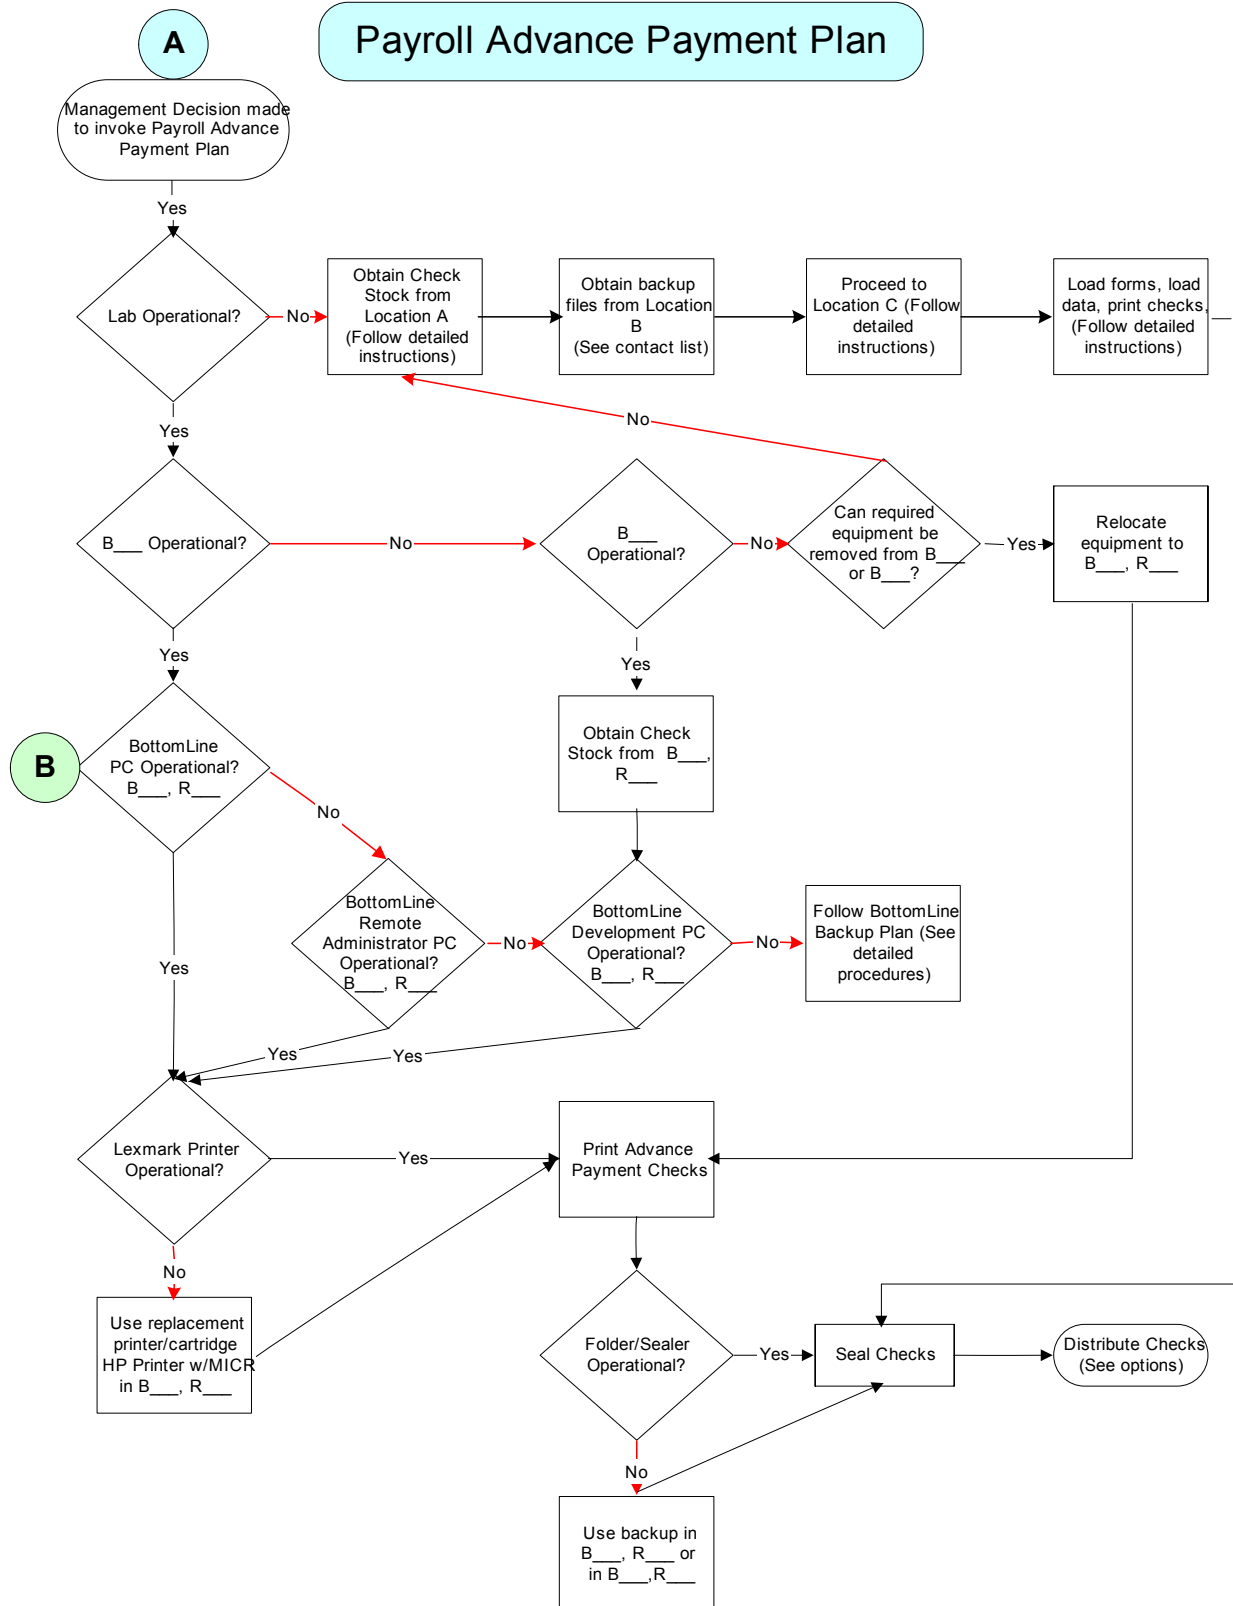 A
Payroll Advance Payment Plan
Management Decision made
to invoke Payroll Advance
Payment Plan
Yes
Lab Operational?
No
Obtain Check
Stock from
Location A
(Follow detailed
instructions)
Obtain backup
files from Location
B
(See contact list)
Proceed to
Location C (Follow
detailed
instructions)
Load forms, load
data, print checks,
(Follow detailed
instructions)
Yes
No
B___ Operational?
No
B___
Operational?
No
Can required
equipment be
removed from B___
or B___?
Yes
Relocate
equipment to
B___, R___
Yes
Yes
B
BottomLine
PC Operational?
B___, R___
No
Obtain Check
Stock from B___,
R___
BottomLine
Remote
Administrator PC
Operational?
B___, R___
No
BottomLine
Development PC
Operational?
B___, R___
No
Follow BottomLine
Backup Plan (See
detailed
procedures)
Yes
Yes
Yes
Lexmark Printer
Operational?
Yes
Print Advance
Payment Checks
No
Use replacement
printer/cartridge
HP Printer w/MICR
in B___, R___
Folder/Sealer
Operational?
Yes
Seal Checks
Distribute Checks
(See options)
No
Use backup in
B___, R___ or
in B___,R___